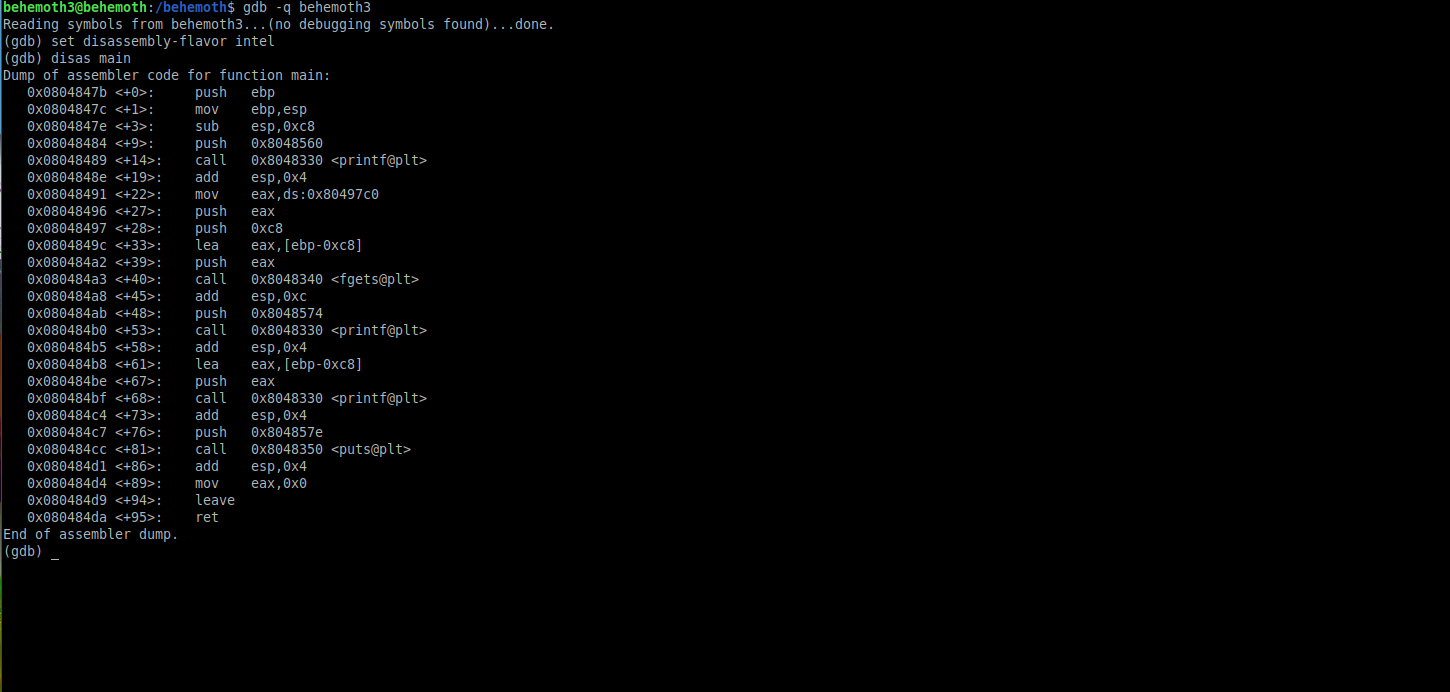 behemoth3@behemoth:/behemoth$ gdb -q behemoth3
Reading symbols from behemoth3...(no debugging symbols found)...done.
(gdb) set disassembly-flavor intel
(gdb) disas main
Dump of assembler code for function main:
   0x0804847b <+0>:     push   ebp
   0x0804847c <+1>:     mov    ebp,esp
   0x0804847e <+3>:     sub    esp,0xc8
   0x08048484 <+9>:     push   0x8048560
   0x08048489 <+14>:    call   0x8048330 <printf@plt>
   0x0804848e <+19>:    add    esp,0x4
   0x08048491 <+22>:    mov    eax,ds:0x80497c0
   0x08048496 <+27>:    push   eax
   0x08048497 <+28>:    push   0xc8
   0x0804849c <+33>:    lea    eax,[ebp-0xc8]
   0x080484a2 <+39>:    push   eax
   0x080484a3 <+40>:    call   0x8048340 <fgets@plt>
   0x080484a8 <+45>:    add    esp,0xc
   0x080484ab <+48>:    push   0x8048574
   0x080484b0 <+53>:    call   0x8048330 <printf@plt>
   0x080484b5 <+58>:    add    esp,0x4
   0x080484b8 <+61>:    lea    eax,[ebp-0xc8]
   0x080484be <+67>:    push   eax
   0x080484bf <+68>:    call   0x8048330 <printf@plt>
   0x080484c4 <+73>:    add    esp,0x4
   0x080484c7 <+76>:    push   0x804857e
   0x080484cc <+81>:    call   0x8048350 <puts@plt>
   0x080484d1 <+86>:    add    esp,0x4
   0x080484d4 <+89>:    mov    eax,0x0
   0x080484d9 <+94>:    leave
   0x080484da <+95>:    ret
End of assembler dump.
(gdb) _